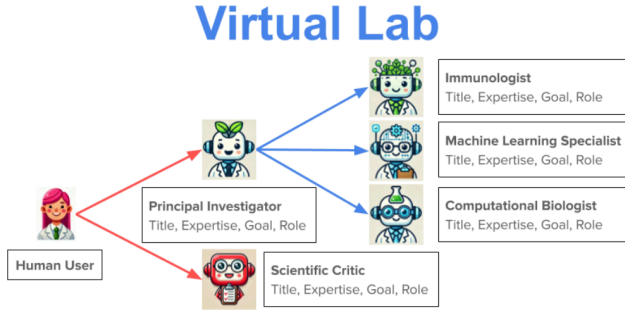 Virtual Lab
Immunologist
Title, Expertise, Goal, Role
Machine Learning Specialist
Title, Expertise, Goal, Role
Principal Investigator
Title, Expertise, Goal, Role
Computational Biologist
Title, Expertise, Goal, Role
Human User
Scientific Critic
Title, Expertise, Goal, Role